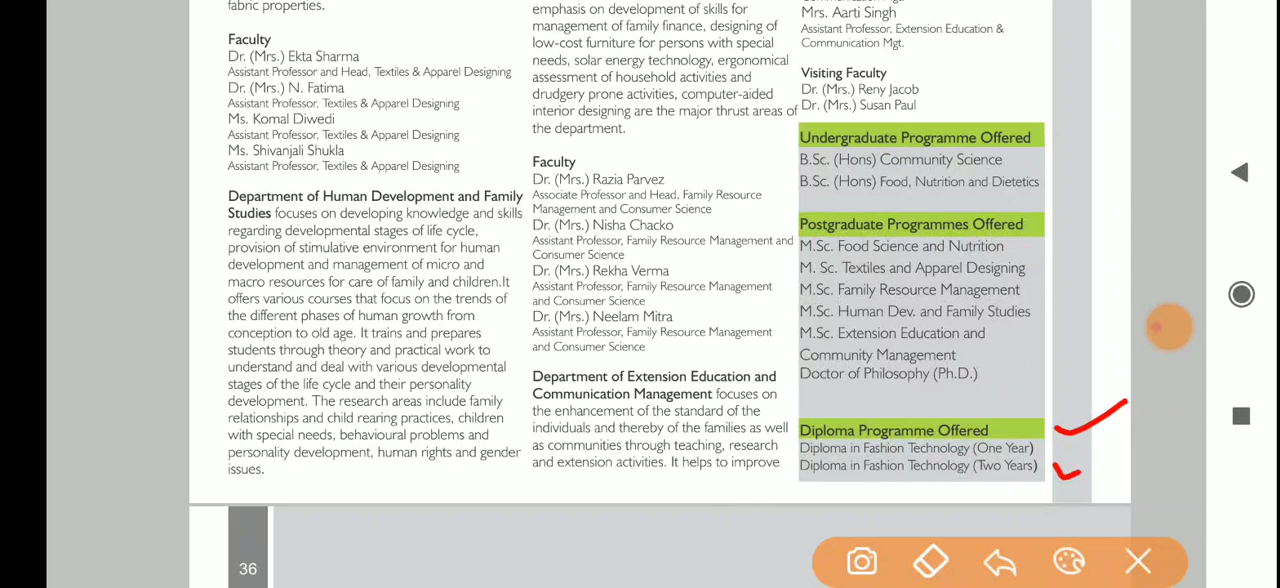 fabric properties.
Faculty
Dr. (Mrs.) Ekta Sharma
Assistant Professor and Head, Textiles & Apparel Designing
Dr. (Mrs.) N. Fatima
Assistant Professor, Textiles & Apparel Designing
Ms. Komal Diwedi
Assistant Professor, Textiles & Apparel Designing
Ms. Shivanjali Shukla
Assistant Professor, Textiles & Apparel Designing
Department of Human Development and Family
Studies focuses on developing knowledge and skills
regarding developmental stages of life cycle,
provision of stimulative environment for human
development and management of micro and
macro resources for care of family and children.It
offers various courses that focus on the trends of
the different phases of human growth from
conception to old age. It trains and prepares
students through theory and practical work to
understand and deal with various developmental
stages of the life cycle and their personality
development. The research areas include family
relationships and child rearing practices, children
with special needs, behavioural problems and
personality development, human rights and gender
issues.
36
emphasis on development of skills for
management of family finance, designing of
low-cost furniture for persons with special
needs, solar energy technology, ergonomical
assessment of household activities and
drudgery prone activities, computer-aided
interior designing are the major thrust areas of
the department.
Faculty
Dr. (Mrs.) Razia Parvez
Associate Professor and Head, Family Resource
Management and Consumer Science
Dr. (Mrs.) Nisha Chacko
Assistant Professor, Family Resource Management and
Consumer Science
Dr. (Mrs.) Rekha Verma
Assistant Professor, Family Resource Management
and Consumer Science
Dr. (Mrs.) Neelam Mitra
Assistant Professor, Family Resource Management
and Consumer Science
Department of Extension Education and
Communication Management focuses on
the enhancement of the standard of the
individuals and thereby of the families as well
as communities through teaching, research
and extension activities. It helps to improve
Mrs. Aarti Singh
Assistant Professor, Extension Education &
Communication Mgt.
Visiting Faculty
Dr. (Mrs.) Reny Jacob
Dr. (Mrs.) Susan Paul
Undergraduate Programme Offered
B.Sc. (Hons) Community Science
B.Sc. (Hons) Food, Nutrition and Dietetics
Postgraduate Programmes Offered
M.Sc. Food Science and Nutrition
M. Sc. Textiles and Apparel Designing
M.Sc. Family Resource Management
M.Sc. Human Dev. and Family Studies
M.Sc. Extension Education and
Community Management
Doctor of Philosophy (Ph.D.)
Diploma Programme Offered
Diploma in Fashion Technology (One Year)
Diploma in Fashion Technology (Two Years)